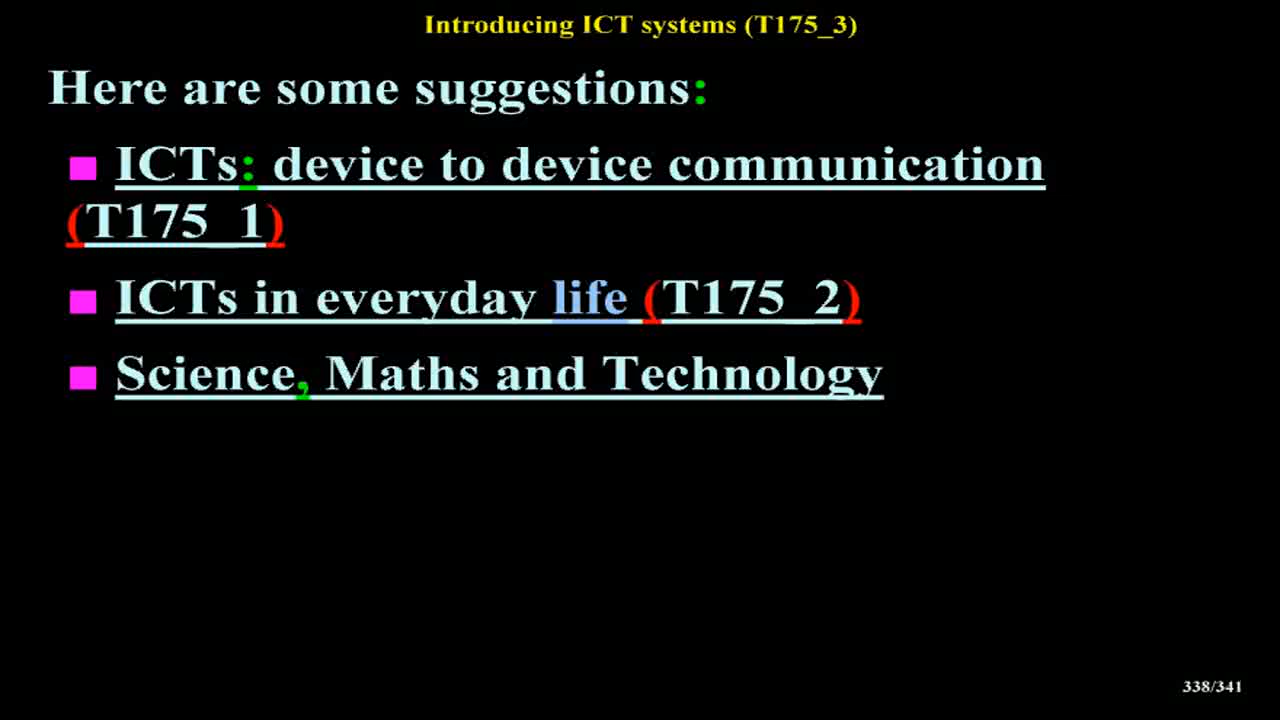 Introducing ICT systems (T175_3)
Here are some suggestions:
ICTs: device to device communication
(T175_1)
ICTs in everyday life (T175_2)
Science, Maths and Technology
338/341